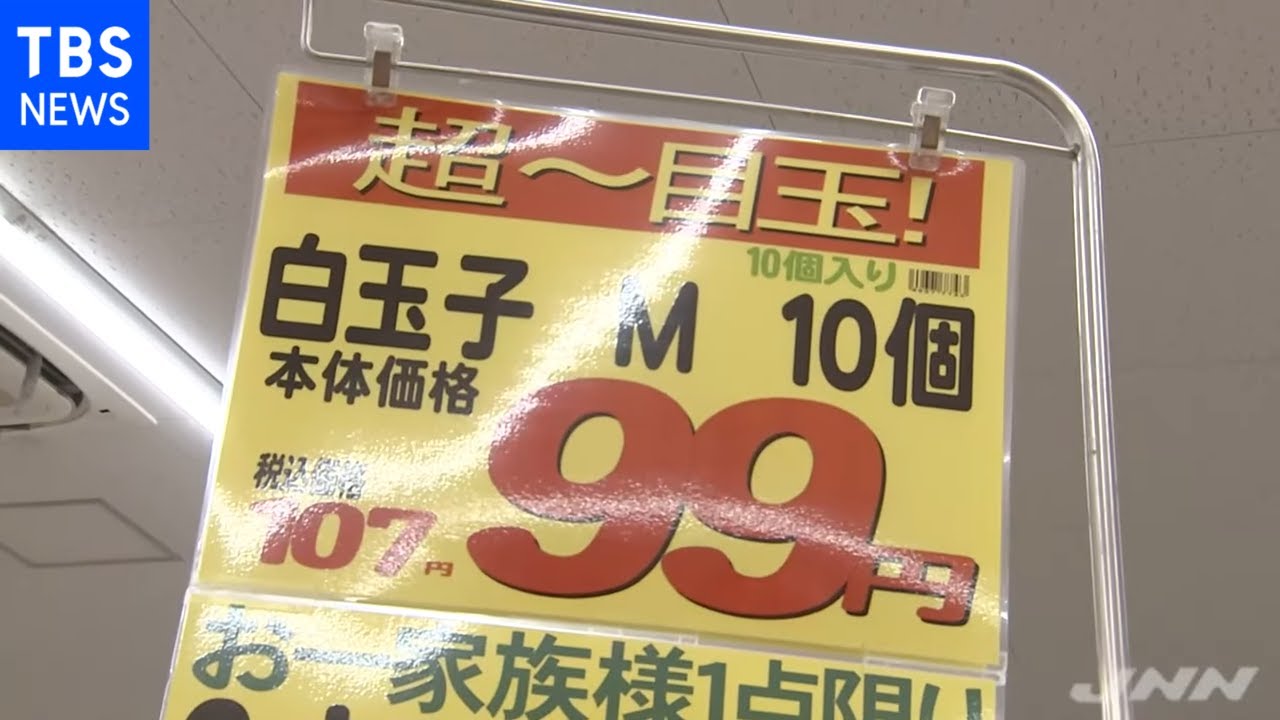 TBS
NEWS
超〜目玉!
10個入り
白玉子 M 10個
本体価格
99円
税込価格
107円
お一家族様1点限り
JNN